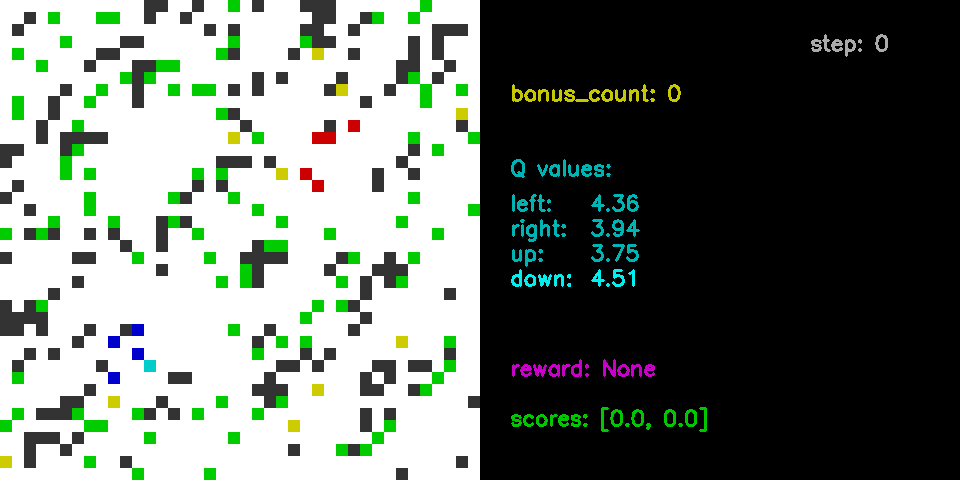 step: 0
bonus_count: 0
Q values:
left: 4.36
right: 3.94
up: 3.75
down: 4.51
reward: None
scores: [0.0, 0.0]